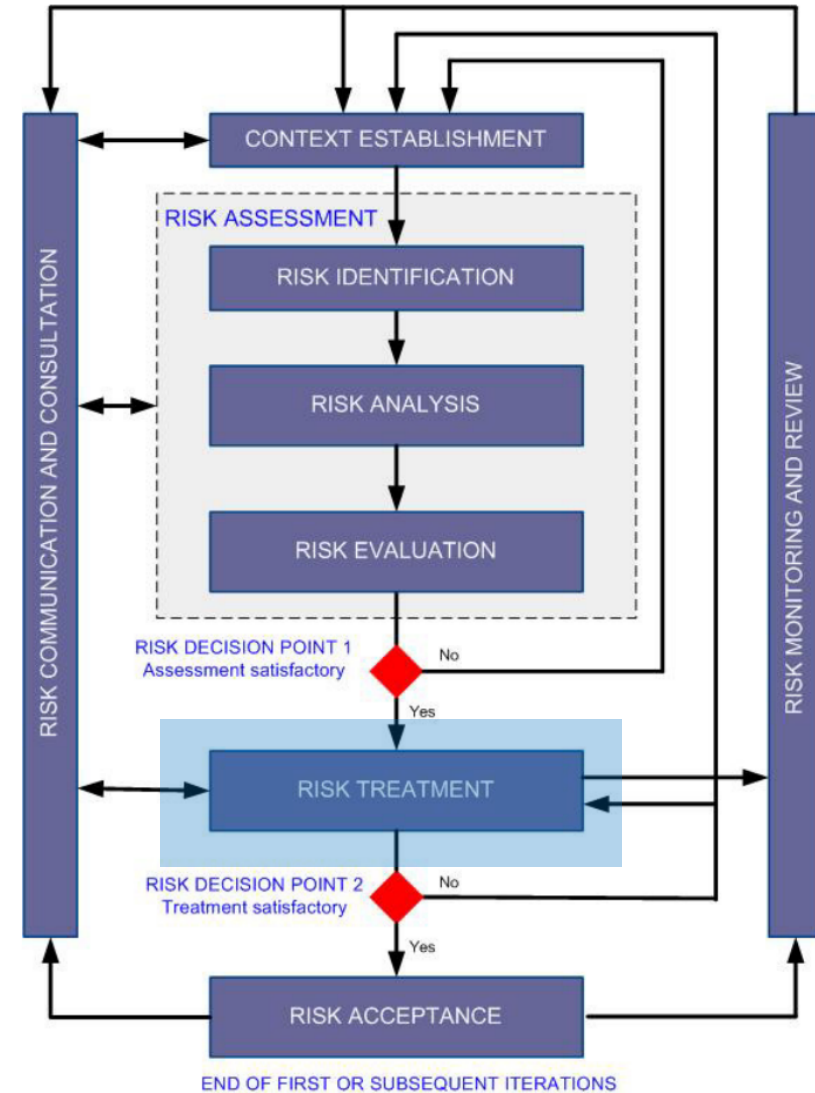 CONTEXT ESTABLISHMENT
RISK ASSESSMENT
RISK IDENTIFICATION
RISK ANALYSIS
RISK EVALUATION
RISK COMMUNICATION AND CONSULTATION
RISK MONITORING AND REVIEW
RISK DECISION POINT 1
Assessment satisfactory
No
Yes
RISK TREATMENT
RISK DECISION POINT 2
Treatment satisfactory
No
Yes
RISK ACCEPTANCE
END OF FIRST OR SUBSEQUENT ITERATIONS